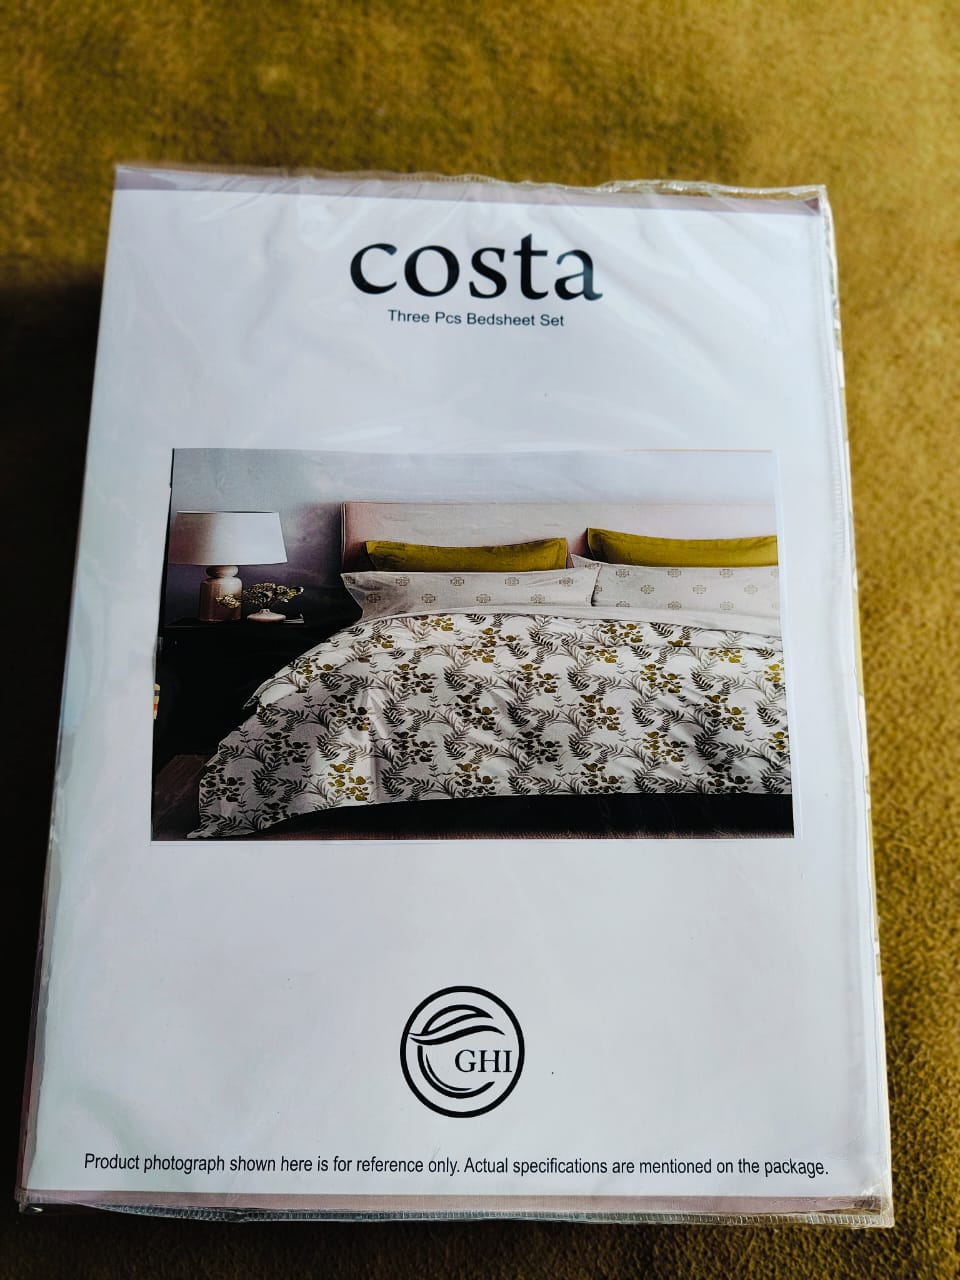 costa
Three Pcs Bedsheet Set
GHI
Product photograph shown here is for reference only. Actual specifications are mentioned on the package.